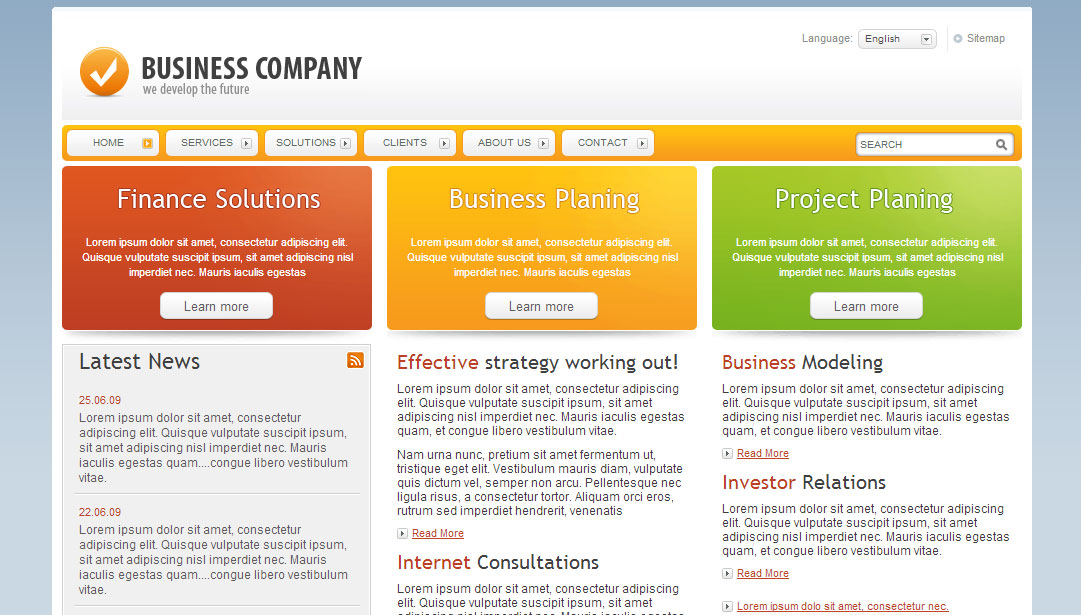 Language: English Sitemap
BUSINESS COMPANY
we develop the future
HOME SERVICES SOLUTIONS CLIENTS ABOUT US CONTACT SEARCH
Finance Solutions
Lorem ipsum dolor sit amet, consectetur adipiscing elit.
Quisque vulputate suscipit ipsum, sit amet adipiscing nisl
imperdiet nec. Mauris iaculis egestas
Learn more
Business Planing
Lorem ipsum dolor sit amet, consectetur adipiscing elit.
Quisque vulputate suscipit ipsum, sit amet adipiscing nisl
imperdiet nec. Mauris iaculis egestas
Learn more
Project Planing
Lorem ipsum dolor sit amet, consectetur adipiscing elit.
Quisque vulputate suscipit ipsum, sit amet adipiscing nisl
imperdiet nec. Mauris iaculis egestas
Learn more
Latest News
25.06.09
Lorem ipsum dolor sit amet, consectetur
adipiscing elit. Quisque vulputate suscipit ipsum,
sit amet adipiscing nisl imperdiet nec. Mauris
iaculis egestas quam....congue libero vestibulum
vitae.
22.06.09
Lorem ipsum dolor sit amet, consectetur
adipiscing elit. Quisque vulputate suscipit ipsum,
sit amet adipiscing nisl imperdiet nec. Mauris
iaculis egestas quam....congue libero vestibulum
vitae.
Effective strategy working out!
Lorem ipsum dolor sit amet, consectetur adipiscing
elit. Quisque vulputate suscipit ipsum, sit amet
adipiscing nisl imperdiet nec. Mauris iaculis egestas
quam, et congue libero vestibulum vitae.
Nam urna nunc, pretium sit amet fermentum ut,
tristique eget elit. Vestibulum mauris diam, vulputate
quis dictum vel, semper non arcu. Pellentesque nec
ligula risus, a consectetur tortor. Aliquam orci eros,
rutrum sed imperdiet hendrerit, venenatis
Read More
Internet Consultations
Lorem ipsum dolor sit amet, consectetur adipiscing
elit. Quisque vulputate suscipit ipsum, sit amet
Business Modeling
Lorem ipsum dolor sit amet, consectetur adipiscing
elit. Quisque vulputate suscipit ipsum, sit amet
adipiscing nisl imperdiet nec. Mauris iaculis egestas
quam, et congue libero vestibulum vitae.
Read More
Investor Relations
Lorem ipsum dolor sit amet, consectetur adipiscing
elit. Quisque vulputate suscipit ipsum, sit amet
adipiscing nisl imperdiet nec. Mauris iaculis egestas
quam, et congue libero vestibulum vitae.
Read More
Lorem ipsum dolo sit amet, consectetur nec.